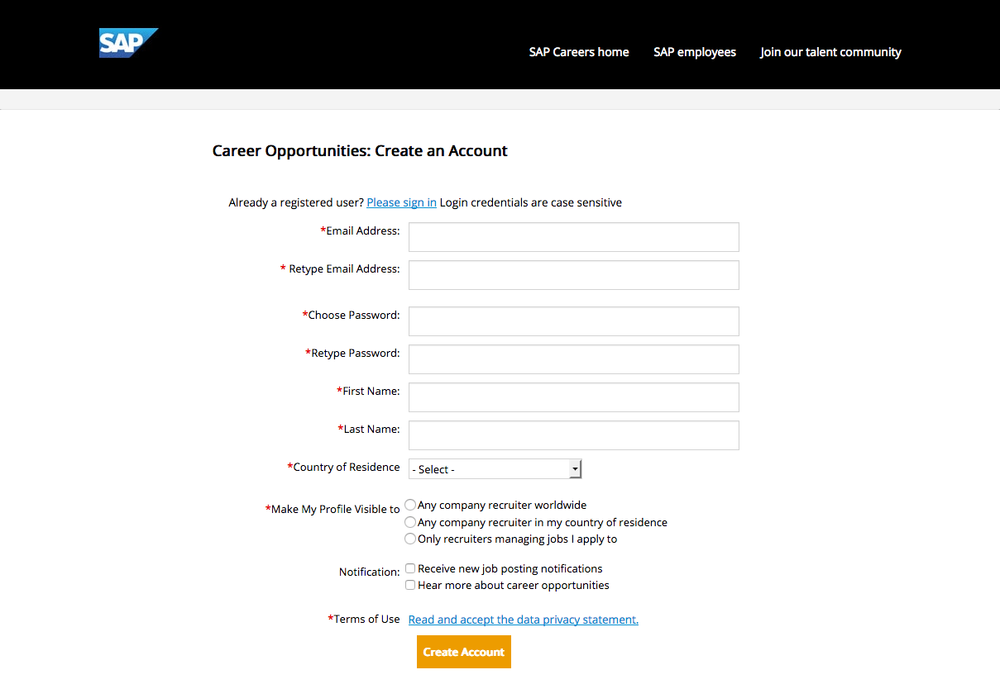 SAP
SAP Careers home SAP employees Join our talent community
Career Opportunities: Create an Account
Already a registered user? Please sign in Login credentials are case sensitive
*Email Address:
* Retype Email Address:
*Choose Password:
*Retype Password:
*First Name:
*Last Name:
*Country of Residence - Select -
*Make My Profile Visible to Any company recruiter worldwide
Any company recruiter in my country of residence
Only recruiters managing jobs I apply to
Notification: Receive new job posting notifications
Hear more about career opportunities
*Terms of Use Read and accept the data privacy statement.
Create Account